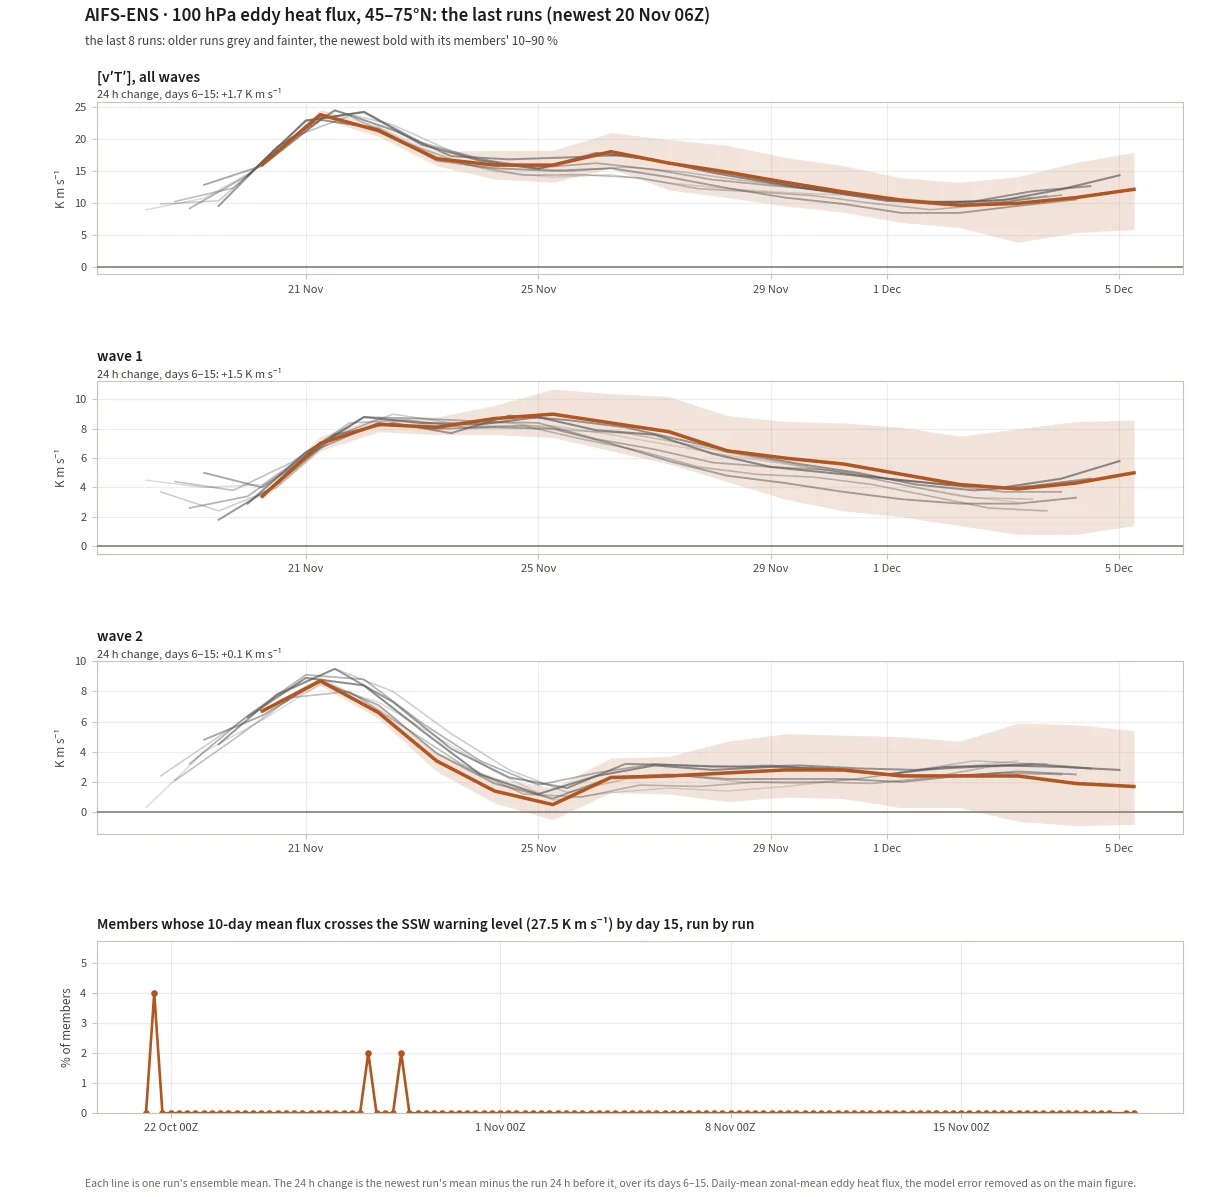 AIFS-ENS · 100 hPa eddy heat flux, 45–75°N: the last runs (newest 20 Nov 06Z)
the last 8 runs: older runs grey and fainter, the newest bold with its members' 10–90 %
[v′T′], all waves
24 h change, days 6–15: +1.7 K m s⁻¹
25
20
15
10
5
0
K m s⁻¹
21 Nov
25 Nov
29 Nov
1 Dec
5 Dec
wave 1
24 h change, days 6–15: +1.5 K m s⁻¹
10
8
6
4
2
0
K m s⁻¹
21 Nov
25 Nov
29 Nov
1 Dec
5 Dec
wave 2
24 h change, days 6–15: +0.1 K m s⁻¹
10
8
6
4
2
0
K m s⁻¹
21 Nov
25 Nov
29 Nov
1 Dec
5 Dec
Members whose 10-day mean flux crosses the SSW warning level (27.5 K m s⁻¹) by day 15, run by run
5
4
3
2
1
0
% of members
22 Oct 00Z
1 Nov 00Z
8 Nov 00Z
15 Nov 00Z
Each line is one run's ensemble mean. The 24 h change is the newest run's mean minus the run 24 h before it, over its days 6–15. Daily-mean zonal-mean eddy heat flux, the model error removed as on the main figure.